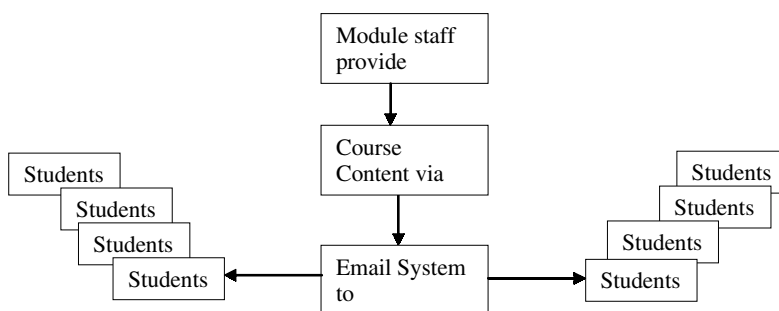 Module staff
provide
Course
Content via
Students
Students
Students
Students
Students
Students
Students
Students
Email System
to